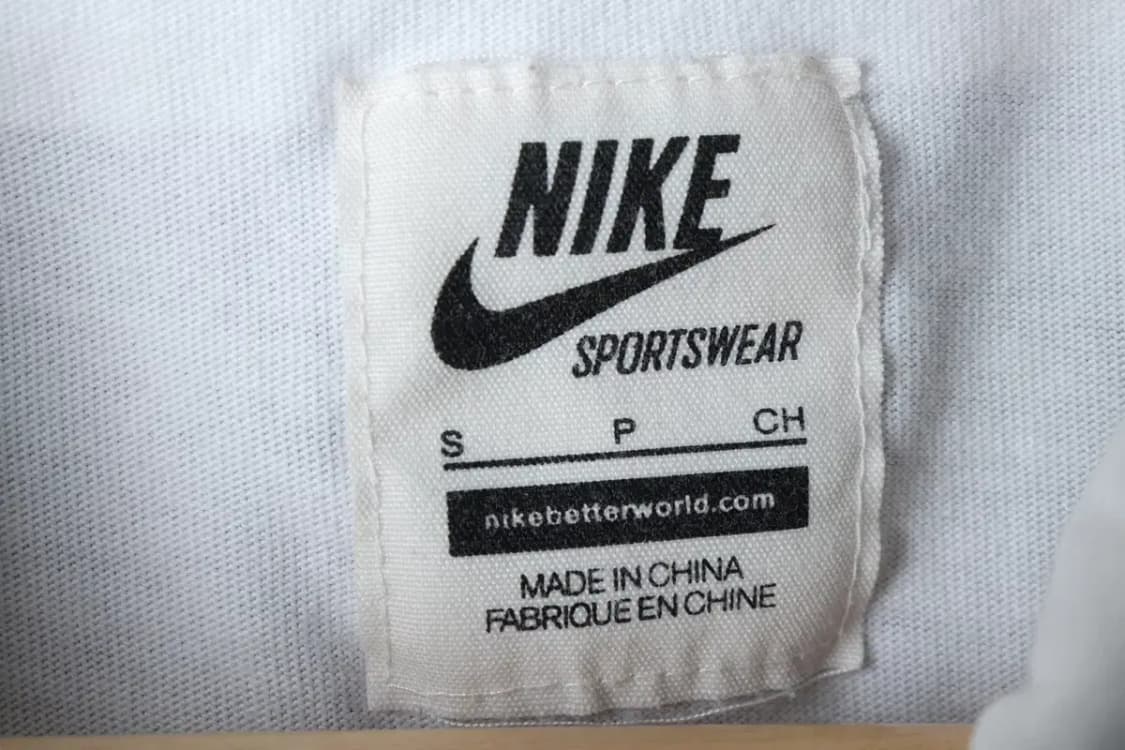 NIKE
SPORTSWEAR
S P CH
nikebetterworld.com
MADE IN CHINA
FABRIQUE EN CHINE